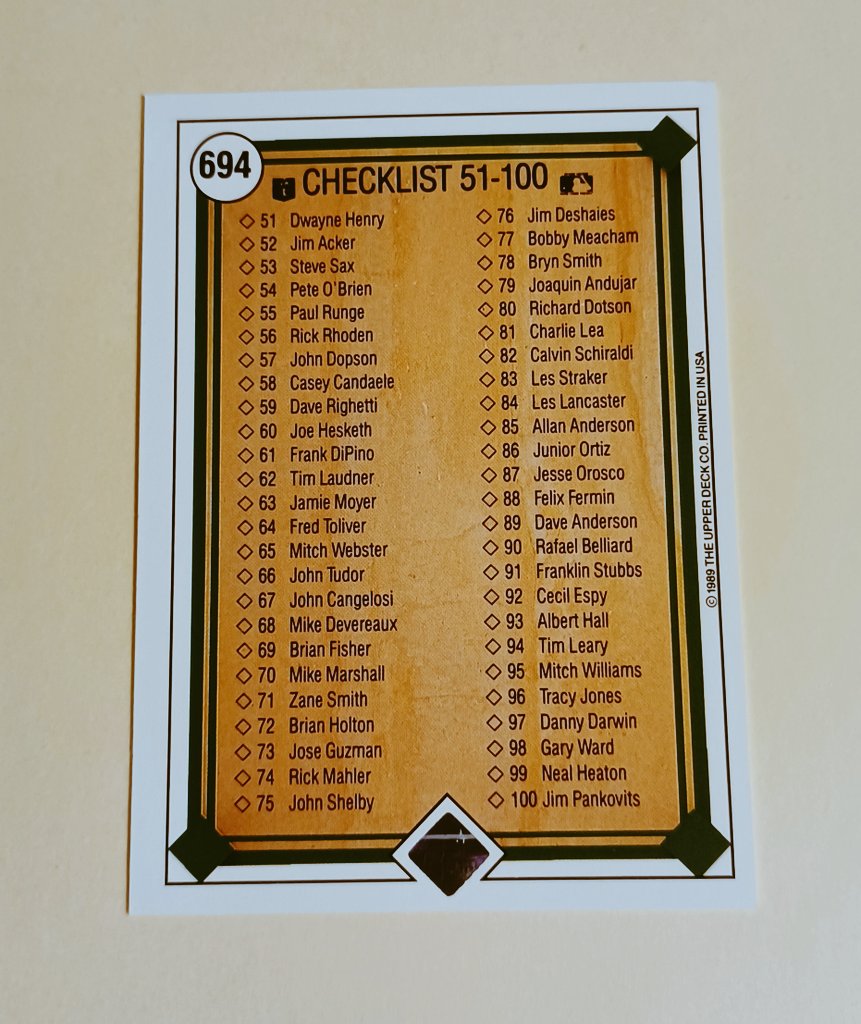 694
CHECKLIST 51-100
51 Dwayne Henry
52 Jim Acker
53 Steve Sax
54 Pete O'Brien
55 Paul Runge
56 Rick Rhoden
57 John Dopson
58 Casey Candaele
59 Dave Righetti
60 Joe Hesketh
61 Frank DiPino
62 Tim Laudner
63 Jamie Moyer
64 Fred Toliver
65 Mitch Webster
66 John Tudor
67 John Cangelosi
68 Mike Devereaux
69 Brian Fisher
70 Mike Marshall
71 Zane Smith
72 Brian Holton
73 Jose Guzman
74 Rick Mahler
75 John Shelby
76 Jim Deshaies
77 Bobby Meacham
78 Bryn Smith
79 Joaquin Andujar
80 Richard Dotson
81 Charlie Lea
82 Calvin Schiraldi
83 Les Straker
84 Les Lancaster
85 Allan Anderson
86 Junior Ortiz
87 Jesse Orosco
88 Felix Fermin
89 Dave Anderson
90 Rafael Belliard
91 Franklin Stubbs
92 Cecil Espy
93 Albert Hall
94 Tim Leary
95 Mitch Williams
96 Tracy Jones
97 Danny Darwin
98 Gary Ward
99 Neal Heaton
100 Jim Pankovits
© 1989 THE UPPER DECK CO. PRINTED IN USA